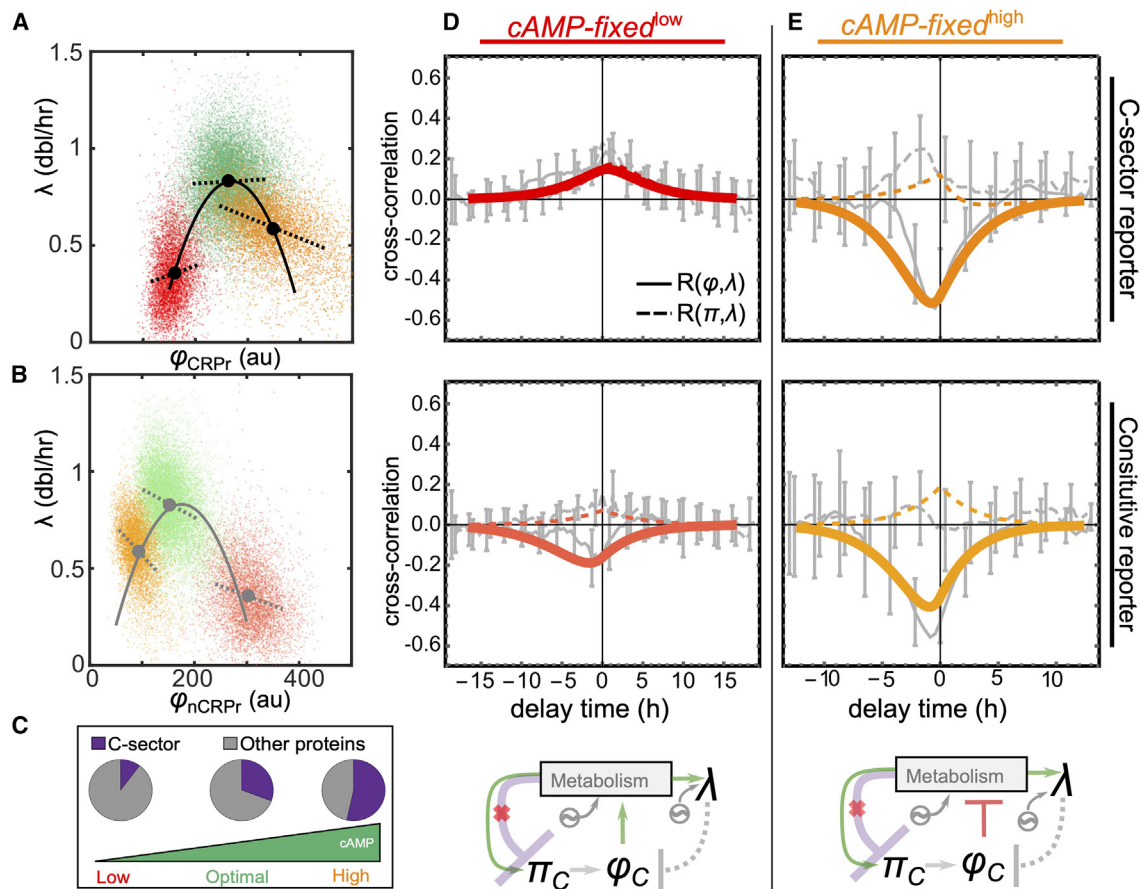 A
1.5
1
0.5
0
λ (dbl/hr)
φCRPr (au)
B
1.5
1
0.5
0
λ (dbl/hr)
0 200 400
φnCRPr (au)
C
C-sector Other proteins
cAMP
Low Optimal High
D
cAMP-fixedlow
0.6
0.4
0.2
0.0
-0.2
-0.4
-0.6
cross-correlation
R(φ,λ)
R(π,λ)
0.6
0.4
0.2
0.0
-0.2
-0.4
-0.6
cross-correlation
−15 −10 −5 0 5 10 15
delay time (h)
Metabolism
λ
πC φC
E
cAMP-fixedhigh
C-sector reporter
Consitutive reporter
−10 −5 0 5 10
delay time (h)
Metabolism
λ
πC φC